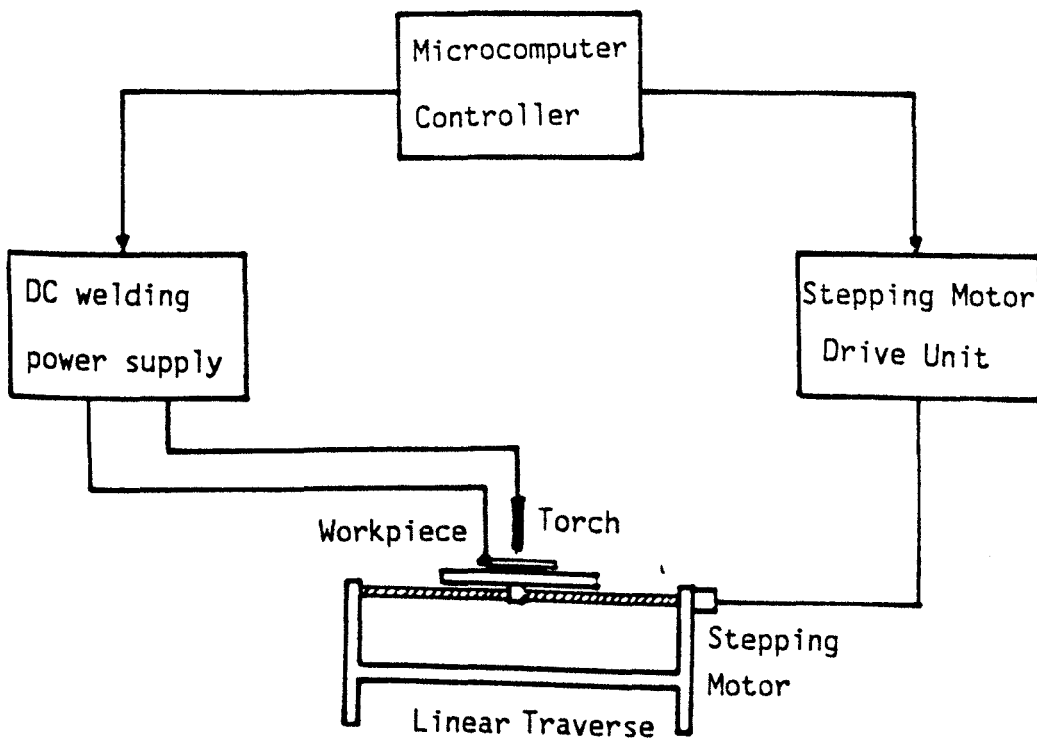 Microcomputer
Controller
DC welding
power supply
Stepping Motor
Drive Unit
Workpiece
Torch
Stepping
Motor
Linear Traverse